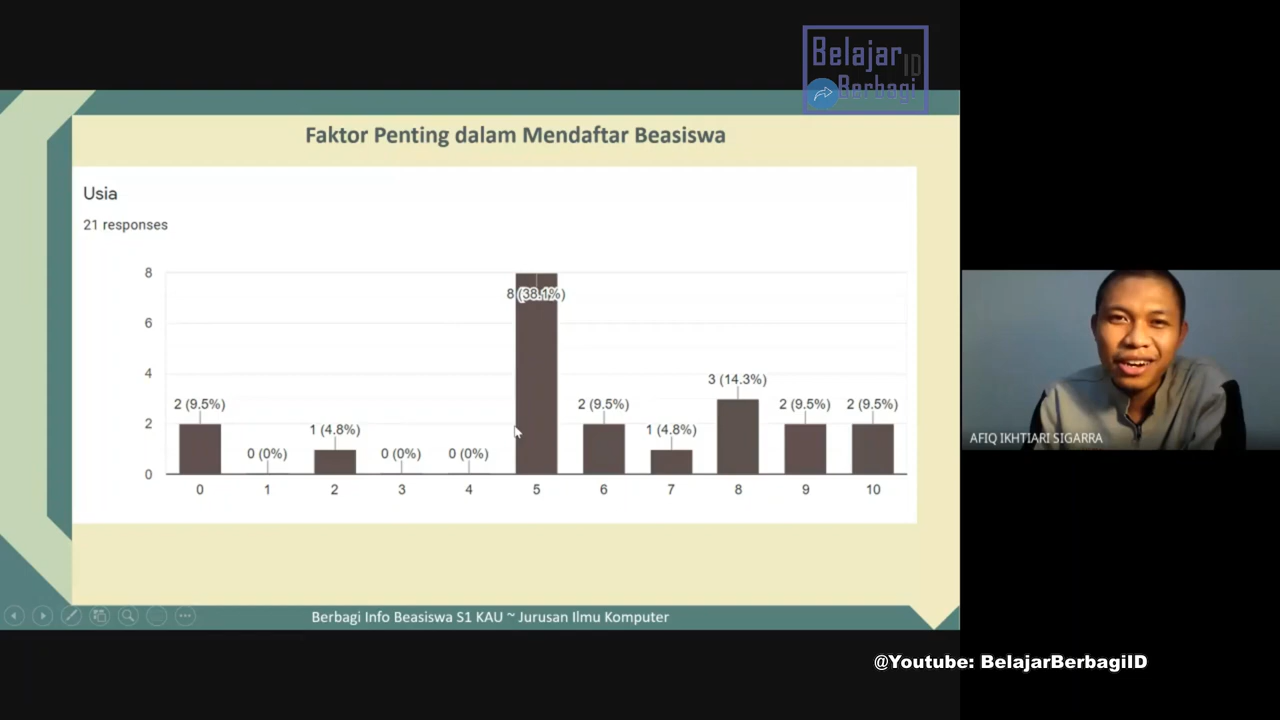 Belajar
ID
Berbagi
Faktor Penting dalam Mendaftar Beasiswa
Usia
21 responses
8
6
4
2
0
2 (9.5%)
0 (0%)
1 (4.8%)
0 (0%)
0 (0%)
8 (38.1%)
2 (9.5%)
1 (4.8%)
3 (14.3%)
2 (9.5%)
2 (9.5%)
0 1 2 3 4 5 6 7 8 9 10
AFIQ IKHTIARI SIGARRA
Berbagi Info Beasiswa S1 KAU ~ Jurusan Ilmu Komputer
@Youtube: BelajarBerbagiID